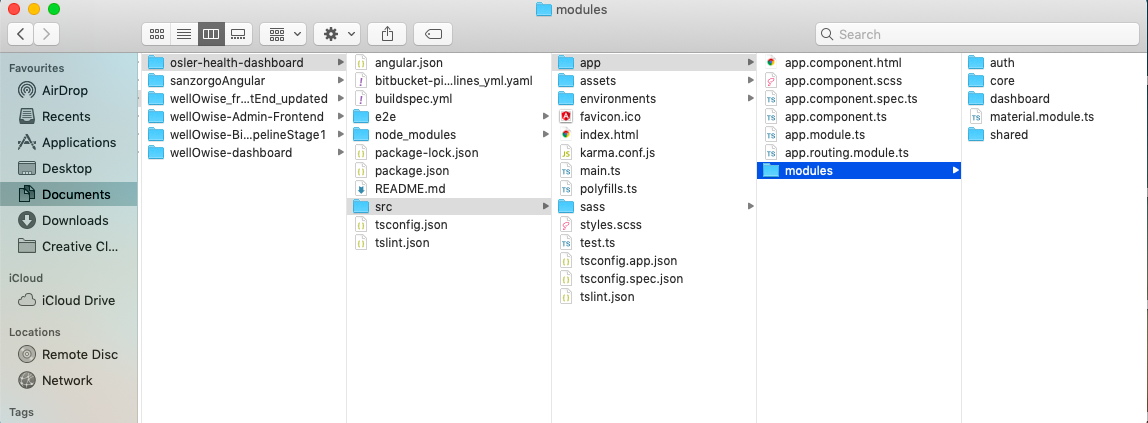 modules
Search
Favourites
AirDrop
Recents
Applications
Desktop
Documents
Downloads
Creative Cl...
iCloud
iCloud Drive
Locations
Remote Disc
Network
Tags
osler-health-dashboard
sanzorgoAngular
wellOwise_fr...tEnd_updated
wellOwise-Admin-Frontend
wellOwise-Bi...pelineStage1
wellOwise-dashboard
angular.json
bitbucket-pi...lines_yml.yaml
buildspec.yml
e2e
node_modules
package-lock.json
package.json
README.md
src
tsconfig.json
tslint.json
app
assets
environments
favicon.ico
index.html
karma.conf.js
main.ts
polyfills.ts
sass
styles.scss
test.ts
tsconfig.app.json
tsconfig.spec.json
tslint.json
app.component.html
app.component.scss
app.component.spec.ts
app.component.ts
app.module.ts
app.routing.module.ts
modules
auth
core
dashboard
material.module.ts
shared